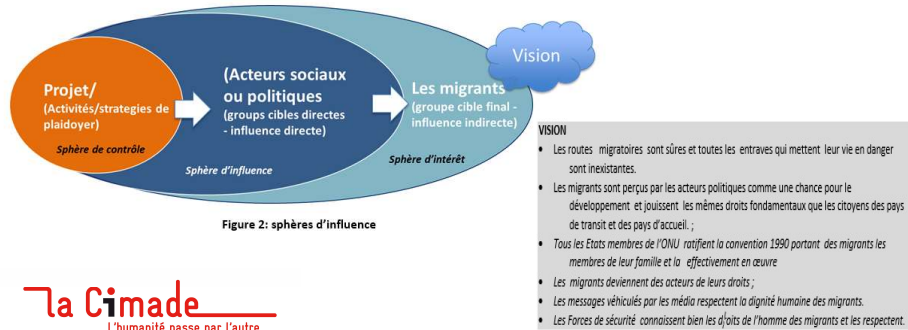 Vision
Projet/
(Activités/strategies de
plaidoyer)
Sphère de contrôle
(Acteurs sociaux
ou politiques
(groups cibles directes
- influence directe)
Sphère d’influence
Les migrants
(groupe cible final -
influence indirecte)
Sphère d’intérêt
Figure 2: sphères d’influence
VISION
• Les routes migratoires sont sûres et toutes les entraves qui mettent leur vie en danger
sont inexistantes.
• Les migrants sont perçus par les acteurs politiques comme une chance pour le
développement et jouissent les mêmes droits fondamentaux que les citoyens des pays
de transit et des pays d’accueil. ;
• Tous les Etats membres de l’ONU ratifient la convention 1990 portant des migrants les
membres de leur famille et la effectivement en œuvre
• Les migrants deviennent des acteurs de leurs droits ;
• Les messages véhiculés par les média respectent la dignité humaine des migrants.
• Les Forces de sécurité connaissent bien les droits de l’homme des migrants et les respectent.
la Cimade
L’humanité passe par l’autre